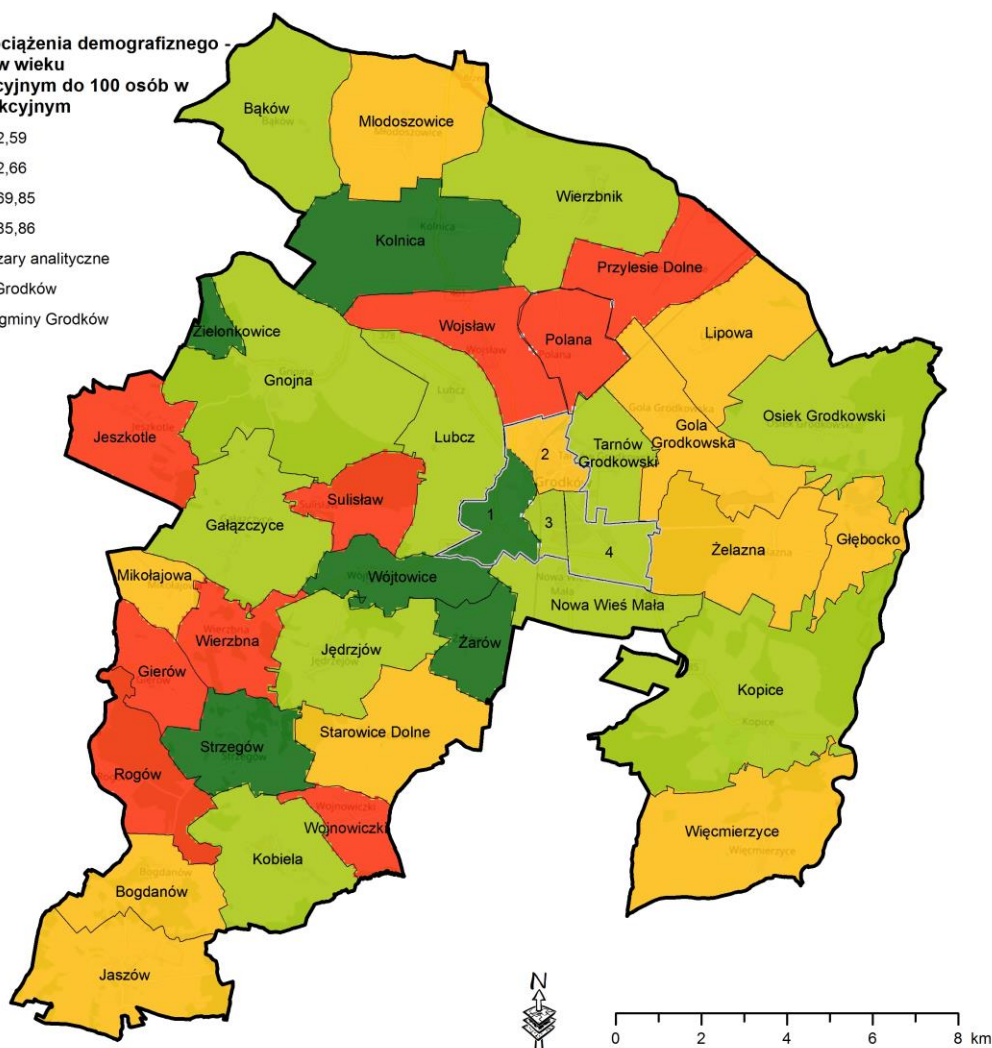 ciążenia demografiznego -
w wieku
cyjnym do 100 osób w
kcyjnym
2,59
2,66
69,85
35,86
zary analityczne
Grodków
gminy Grodków
Bąków
Młodoszowice
Wierzbnik
Kolnica
Przylesie Dolne
Zielonkowice
Wojsław
Polana
Lipowa
Gnojna
Jeszkotle
Lubcz
Tarnów
Grodkowski
Gola
Grodkowska
Osiek Grodkowski
2
Sulisław
1
3
4
Gałązczyce
Żelazna
Głębocko
Mikołajowa
Wójtowice
Nowa Wieś Mała
Wierzbna
Jędrzjów
Żarów
Gierów
Kopice
Strzegów
Starowice Dolne
Rogów
Wojnowiczki
Kobiela
Więcmierzyce
Bogdanów
Jaszów
N
0 2 4 6 8 km